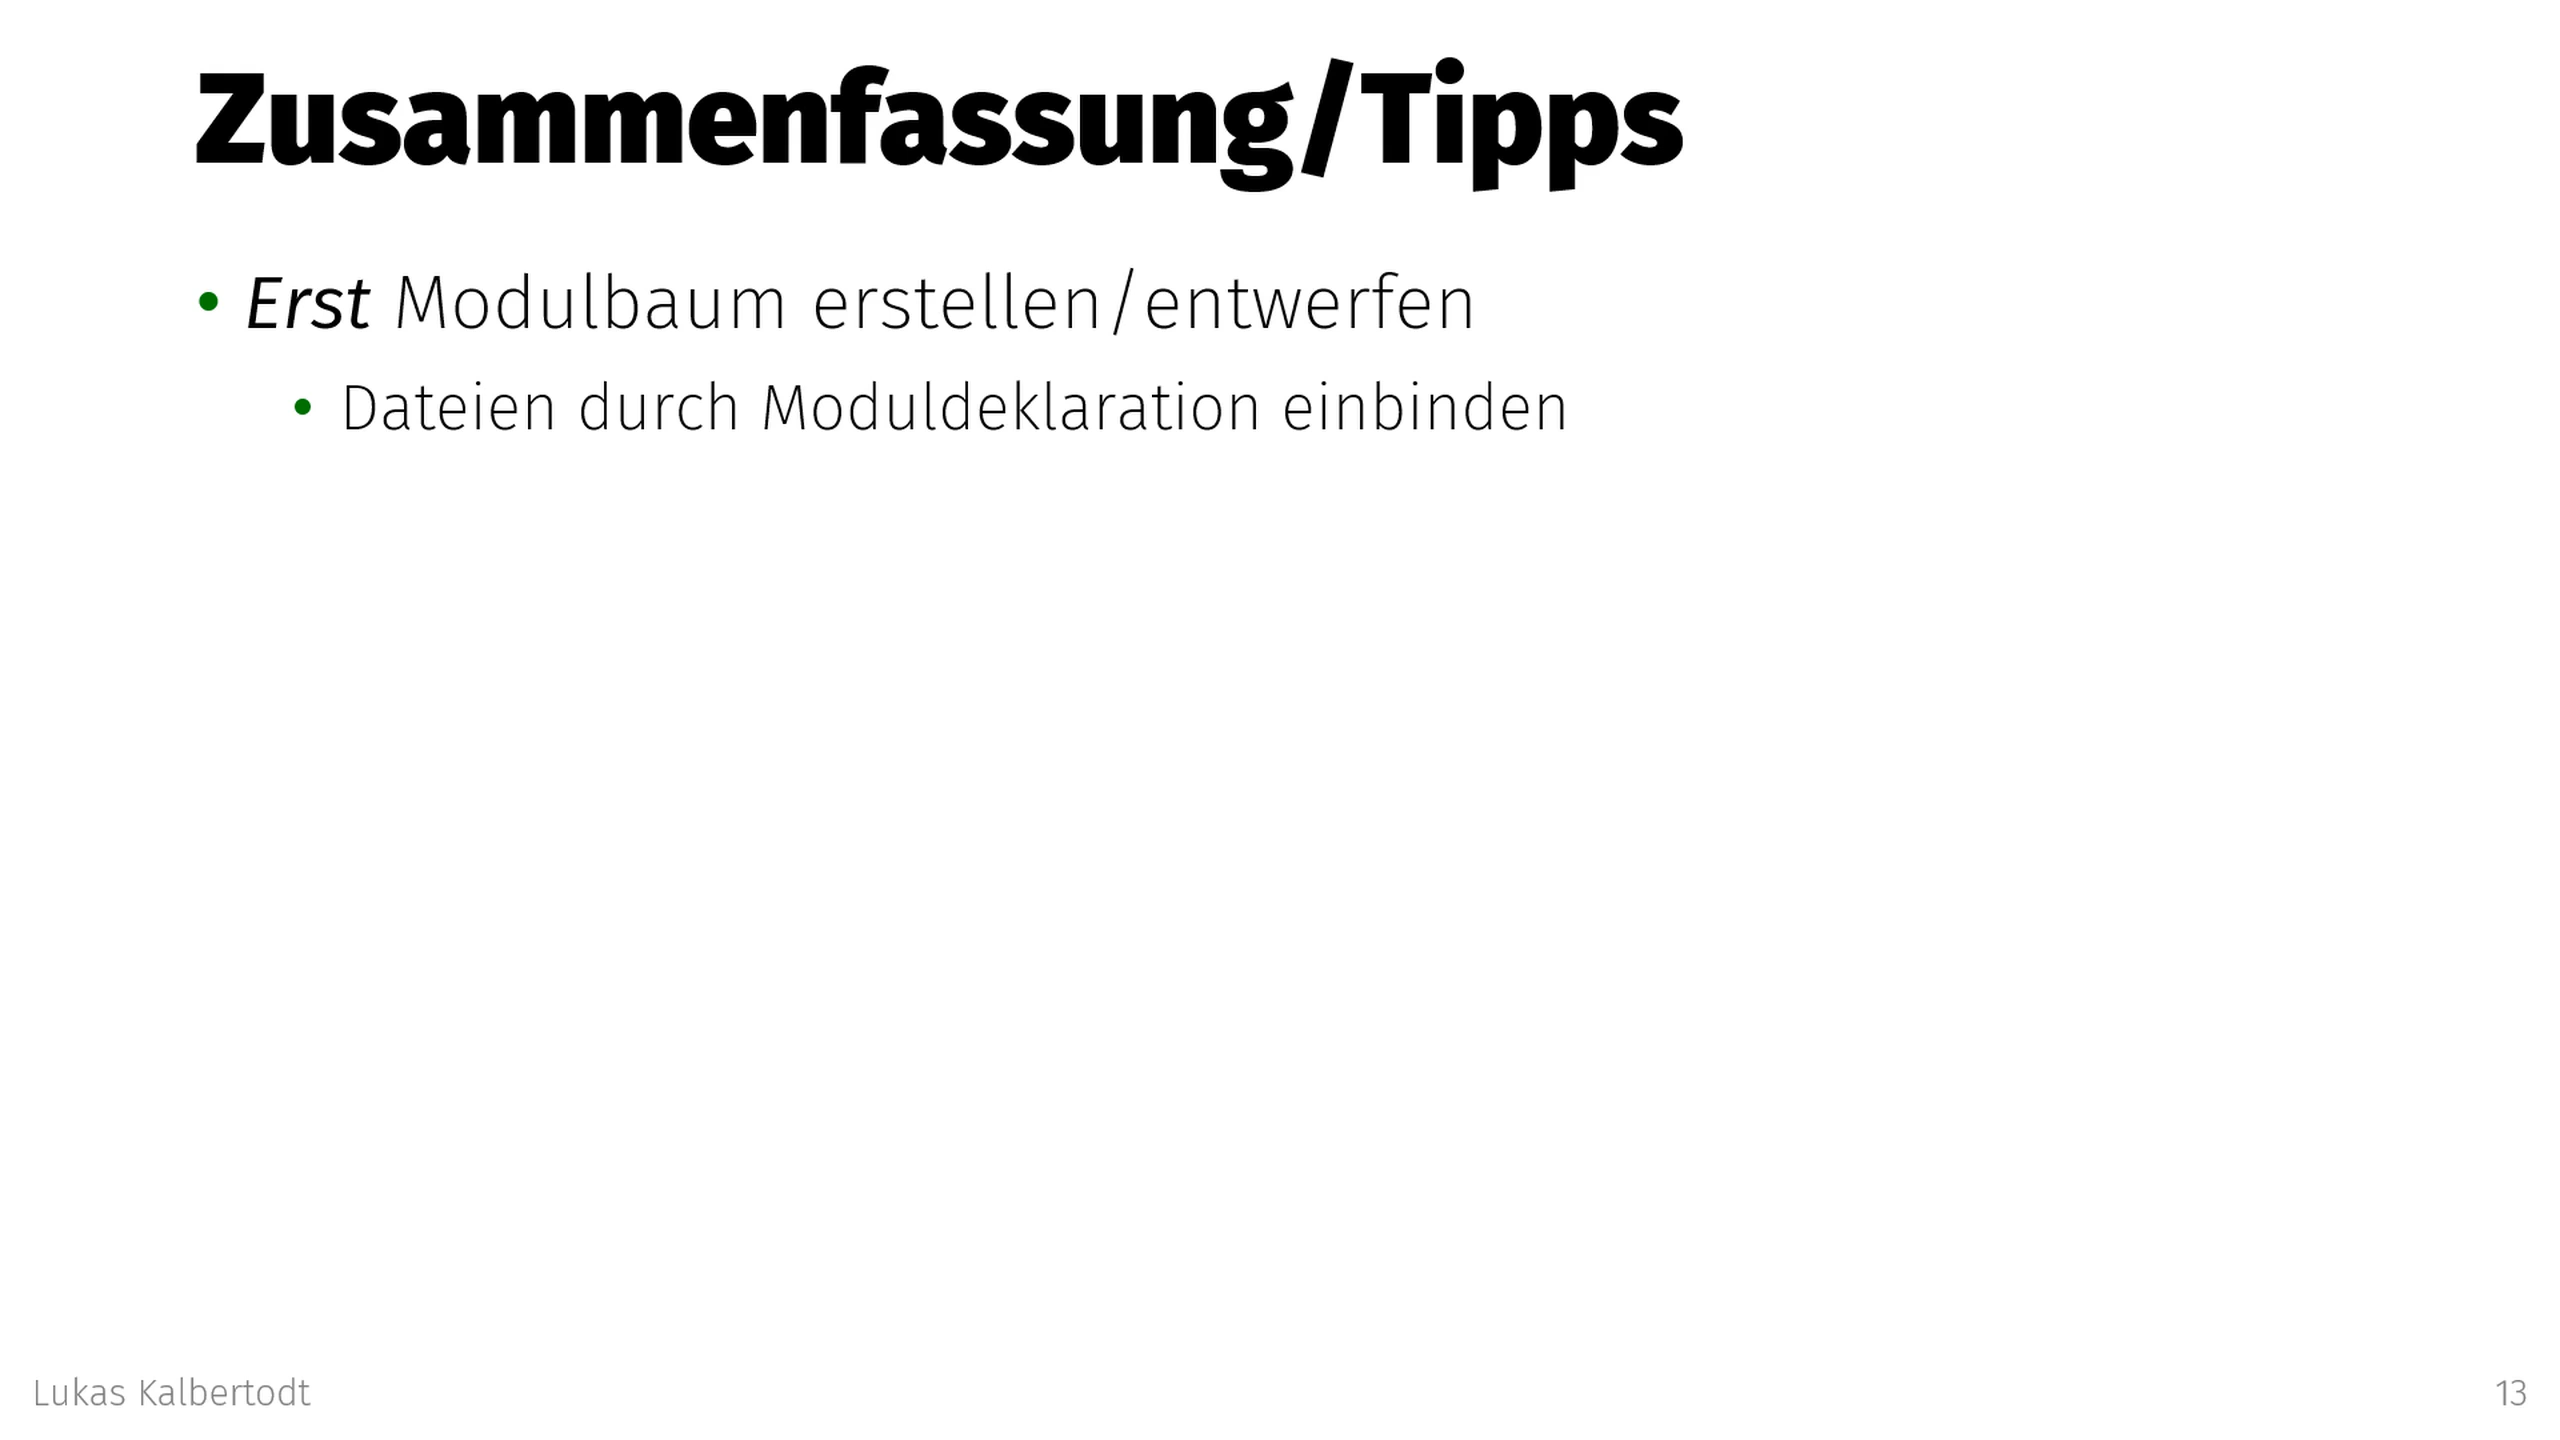 Zusammenfassung/Tipps
• Erst Modulbaum erstellen/entwerfen
• Dateien durch Moduldeklaration einbinden
Lukas Kalbertodt
13